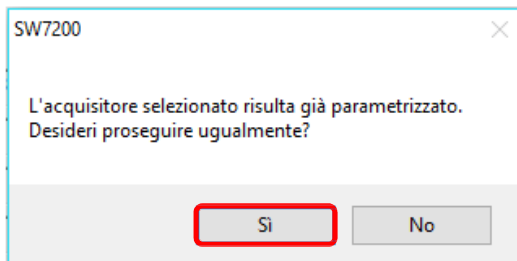 SW7200
L'acquisitore selezionato risulta già parametrizzato.
Desideri proseguire ugualmente?
Sì
No